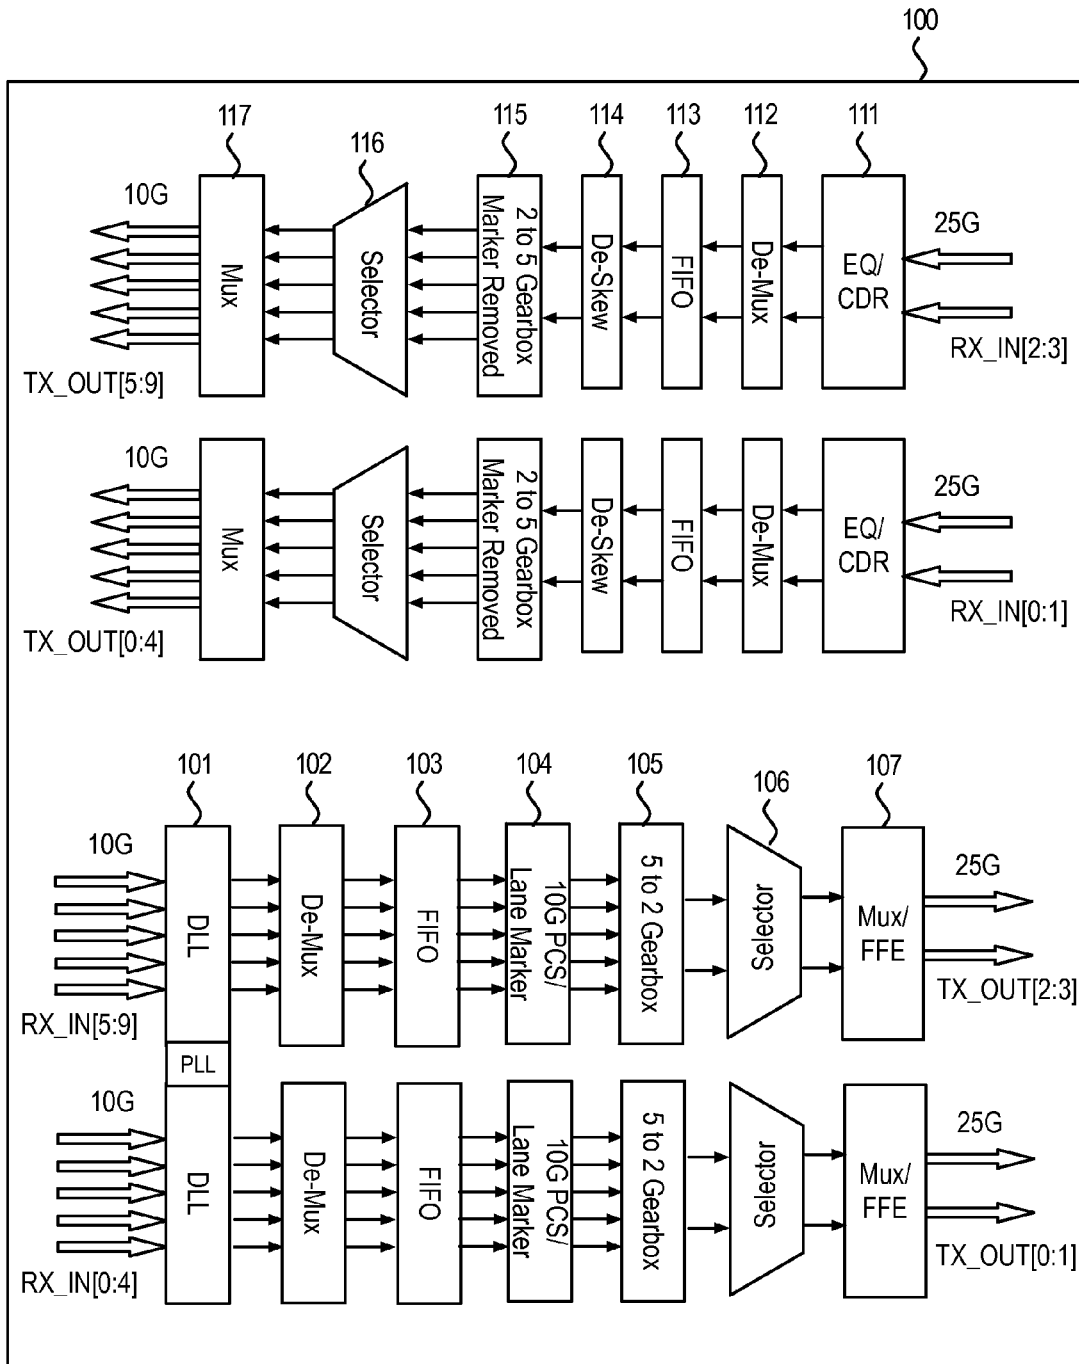 100
117
116
115
114
113
112
111
10G
Mux
Selector
2 to 5 Gearbox
Marker Removed
De-Skew
FIFO
De-Mux
EQ/
CDR
25G
TX_OUT[5:9]
RX_IN[2:3]
10G
Mux
Selector
2 to 5 Gearbox
Marker Removed
De-Skew
FIFO
De-Mux
EQ/
CDR
25G
TX_OUT[0:4]
RX_IN[0:1]
101
102
103
104
105
106
107
10G
DLL
De-Mux
FIFO
10G PCS/
Lane Marker
5 to 2 Gearbox
Selector
Mux/
FFE
25G
RX_IN[5:9]
TX_OUT[2:3]
PLL
10G
DLL
De-Mux
FIFO
10G PCS/
Lane Marker
5 to 2 Gearbox
Selector
Mux/
FFE
25G
RX_IN[0:4]
TX_OUT[0:1]